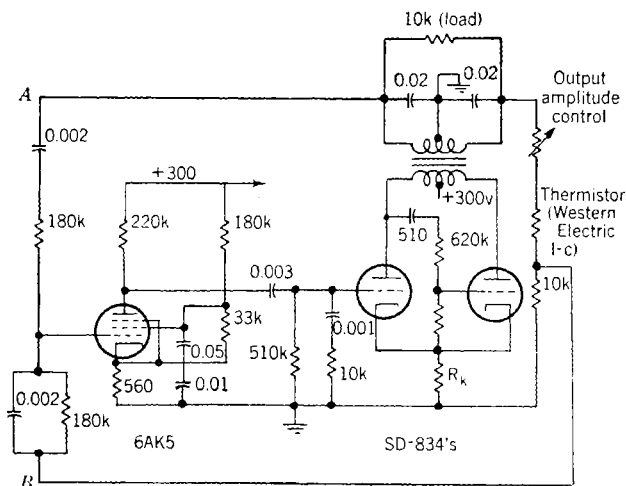 10k (load)
0.02
0.02
A
Output
amplitude
control
0.002
+300
+300v
Thermistor
(Western
Electric
1-c)
180k
220k
180k
510
620k
0.003
10k
33k
0.001
0.05
510k
560
0.01
10k
R_k
0.002
180k
6AK5
SD-834's
B